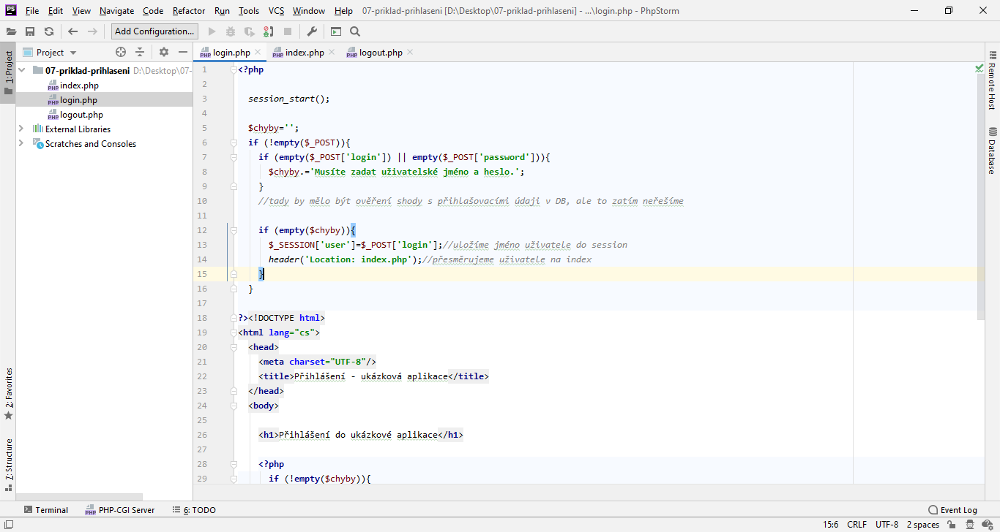 PS File Edit View Navigate Code Refactor Run Tools VCS Window Help 07-priklad-prihlaseni [D:\Desktop\07-priklad-prihlaseni] - ...\login.php - PhpStorm
Add Configuration...
1: Project
Project
login.php index.php logout.php
07-priklad-prihlaseni D:\Desktop\07-
index.php
login.php
logout.php
External Libraries
Scratches and Consoles
2: Favorites
7: Structure
1 <?php
2
3 session_start();
4
5 $chyby='';
6 if (!empty($_POST)){
7 if (empty($_POST['login']) || empty($_POST['password'])){
8 $chyby.='Musíte zadat uživatelské jméno a heslo.';
9 }
10 //tady by mělo být ověření shody s přihlašovacími údaji v DB, ale to zatím neřešíme
11
12 if (empty($chyby)){
13 $_SESSION['user']=$_POST['login'];//uložíme jméno uživatele do session
14 header('Location: index.php');//přesměrujeme uživatele na index
15 }
16 }
17
18 ?><!DOCTYPE html>
19 <html lang="cs">
20 <head>
21 <meta charset="UTF-8"/>
22 <title>Přihlášení - ukázková aplikace</title>
23 </head>
24 <body>
25
26 <h1>Přihlášení do ukázkové aplikace</h1>
27
28 <?php
29 if (!empty($chyby)){
Remote Host
Database
Terminal PHP-CGI Server 6: TODO Event Log
15:6 CRLF UTF-8 2 spaces